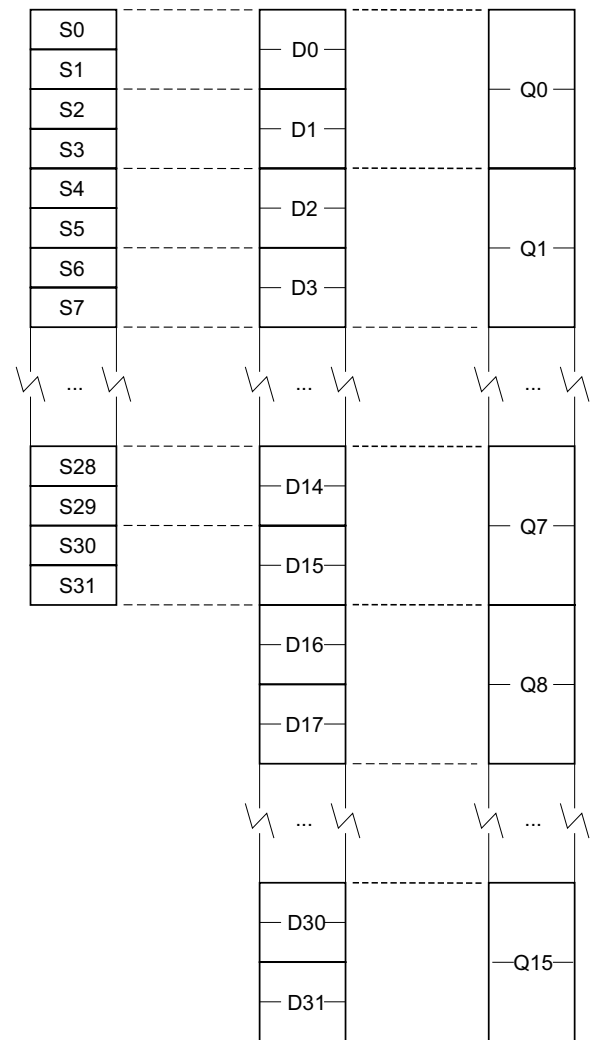 S0
S1
S2
S3
S4
S5
S6
S7
...
S28
S29
S30
S31
D0
D1
D2
D3
...
D14
D15
D16
D17
...
D30
D31
Q0
Q1
...
Q7
Q8
...
Q15